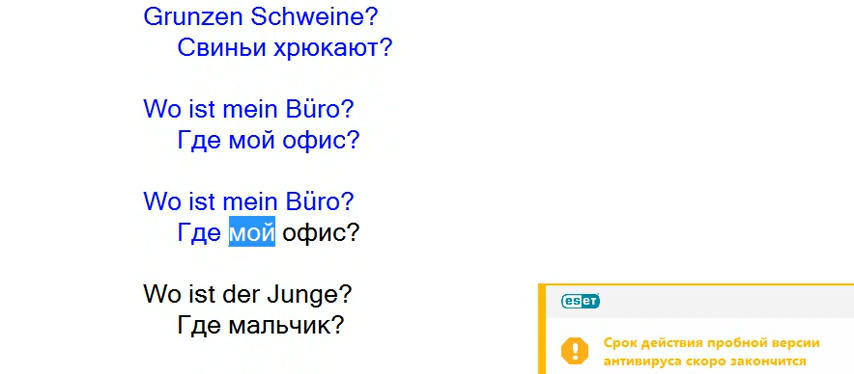 Grunzen Schweine?
Свиньи хрюкают?
Wo ist mein Büro?
Где мой офис?
Wo ist mein Büro?
Где мой офис?
Wo ist der Junge?
Где мальчик?
eset
Срок действия пробной версии
антивируса скоро закончится